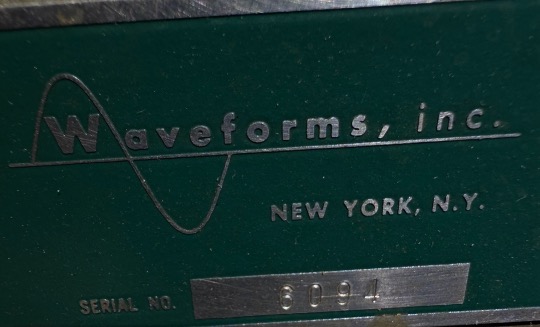 Waveforms, inc.
NEW YORK, N.Y.
SERIAL NO. 6094